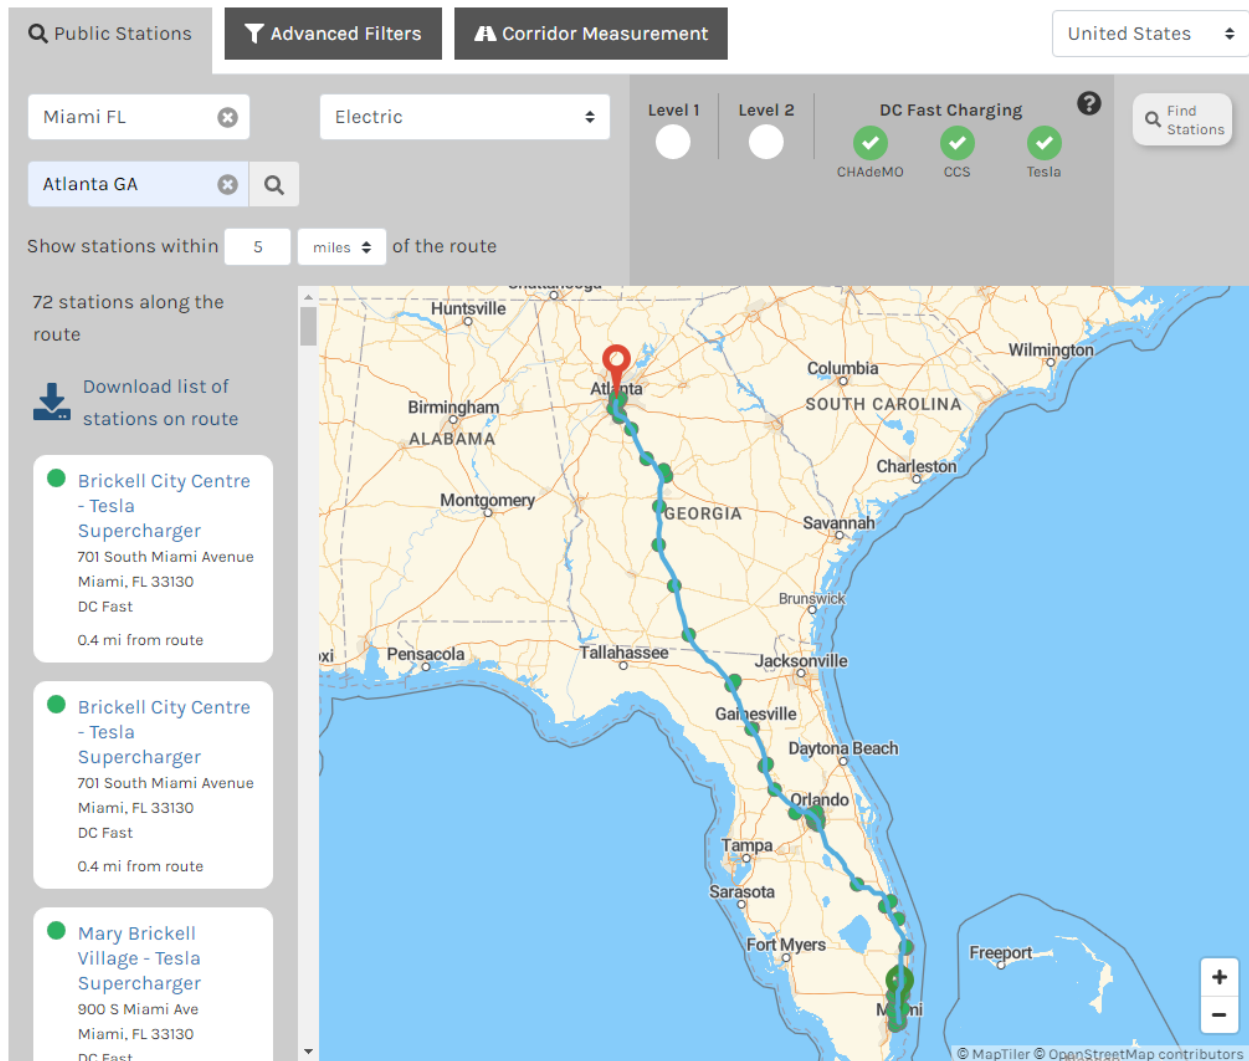 Public Stations
Advanced Filters
Corridor Measurement
United States
Miami FL
Electric
Level 1
Level 2
DC Fast Charging
?
Find
Stations
CHAdeMO
CCS
Tesla
Atlanta GA
Show stations within
5
miles
of the route
72 stations along the
route
Download list of
stations on route
Brickell City Centre
- Tesla
Supercharger
701 South Miami Avenue
Miami, FL 33130
DC Fast
0.4 mi from route
Brickell City Centre
- Tesla
Supercharger
701 South Miami Avenue
Miami, FL 33130
DC Fast
0.4 mi from route
Mary Brickell
Village - Tesla
Supercharger
900 S Miami Ave
Miami, FL 33130
DC Fast
Huntsville
Wilmington
Columbia
Atlanta
SOUTH CAROLINA
Birmingham
ALABAMA
Charleston
Montgomery
GEORGIA
Savannah
Brunswick
Pensacola
Tallahassee
Jacksonville
Gainesville
Daytona Beach
Orlando
Tampa
Sarasota
Fort Myers
Freeport
Miami
+
−
© MapTiler © OpenStreetMap contributors